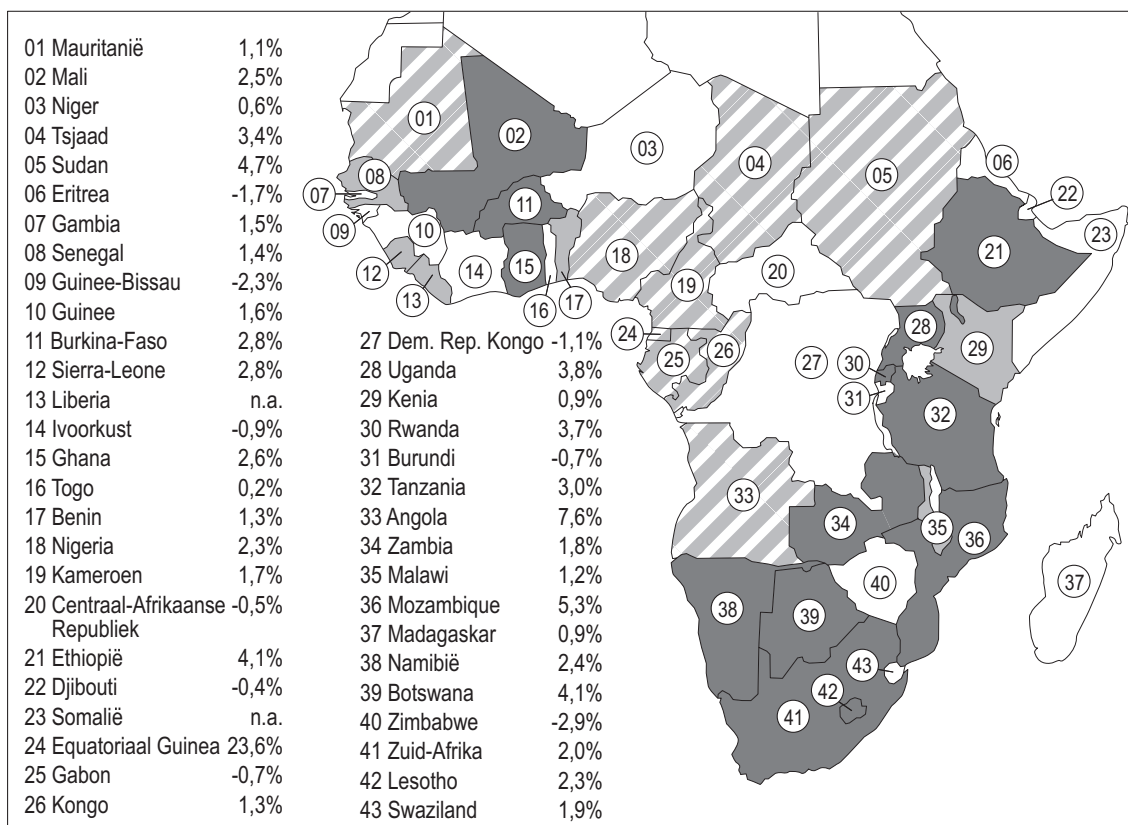 01 Mauritanië 1,1%
02 Mali 2,5%
03 Niger 0,6%
04 Tsjaad 3,4%
05 Sudan 4,7%
06 Eritrea -1,7%
07 Gambia 1,5%
08 Senegal 1,4%
09 Guinee-Bissau -2,3%
10 Guinee 1,6%
11 Burkina-Faso 2,8%
12 Sierra-Leone 2,8%
13 Liberia n.a.
14 Ivoorkust -0,9%
15 Ghana 2,6%
16 Togo 0,2%
17 Benin 1,3%
18 Nigeria 2,3%
19 Kameroen 1,7%
20 Centraal-Afrikaanse -0,5%
Republiek
21 Ethiopië 4,1%
22 Djibouti -0,4%
23 Somalië n.a.
24 Equatoriaal Guinea 23,6%
25 Gabon -0,7%
26 Kongo 1,3%
27 Dem. Rep. Kongo -1,1%
28 Uganda 3,8%
29 Kenia 0,9%
30 Rwanda 3,7%
31 Burundi -0,7%
32 Tanzania 3,0%
33 Angola 7,6%
34 Zambia 1,8%
35 Malawi 1,2%
36 Mozambique 5,3%
37 Madagaskar 0,9%
38 Namibië 2,4%
39 Botswana 4,1%
40 Zimbabwe -2,9%
41 Zuid-Afrika 2,0%
42 Lesotho 2,3%
43 Swaziland 1,9%
01
02
03
04
05
06
07
08
09
10
11
12
13
14
15
16
17
18
19
20
21
22
23
24
25
26
27
28
29
30
31
32
33
34
35
36
37
38
39
40
41
42
43